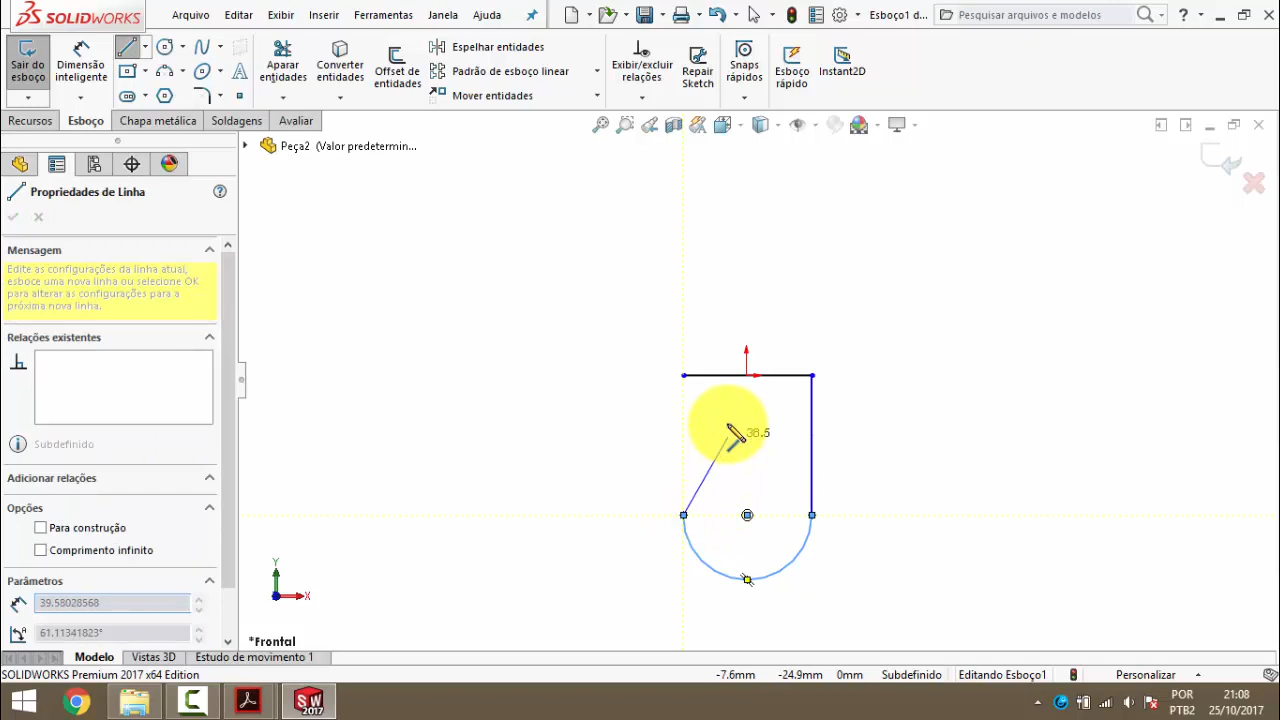 SOLIDWORKS
Arquivo Editar Exibir Inserir Ferramentas Janela Ajuda
Esboço1 d...
Pesquisar arquivos e modelos
Sair do esboço
Dimensão inteligente
Aparar entidades
Converter entidades
Offset de entidades
Espelhar entidades
Padrão de esboço linear
Mover entidades
Exibir/excluir relações
Repair Sketch
Snaps rápidos
Esboço rápido
Instant2D
Recursos Esboço Chapa metálica Soldagens Avaliar
Peça2 (Valor predetermin...
Propriedades de Linha
Mensagem
Edite as configurações da linha atual,
esboce uma nova linha ou selecione OK
para alterar as configurações para a
próxima nova linha.
Relações existentes
Subdefinido
Adicionar relações
Opções
Para construção
Comprimento infinito
Parâmetros
39.58028568
61.11341823°
38.5
Y
X
*Frontal
Modelo Vistas 3D Estudo de movimento 1
SOLIDWORKS Premium 2017 x64 Edition
-7.6mm -24.9mm 0mm Subdefinido Editando Esboço1 Personalizar
SW 2017
POR
PTB2
21:08
25/10/2017